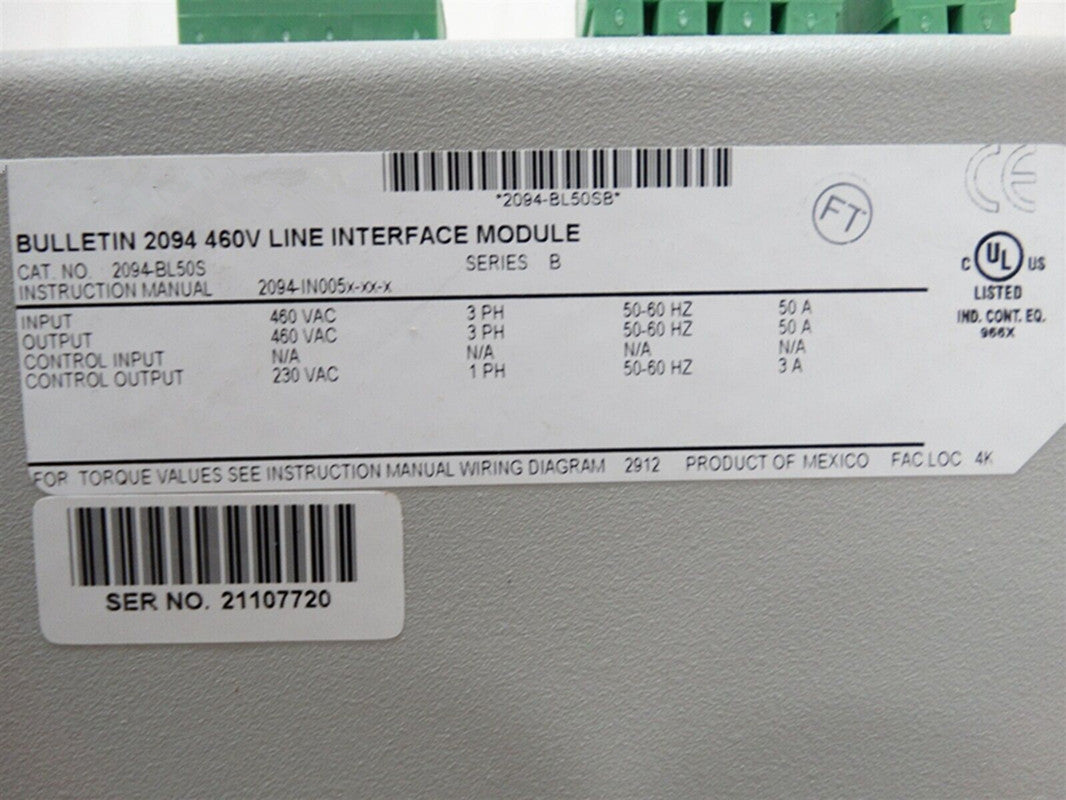 *2094-BL50SB*
FT
CE
BULLETIN 2094 460V LINE INTERFACE MODULE
CAT. NO. 2094-BL50S SERIES B
INSTRUCTION MANUAL 2094-IN005x-xx-x
C UL US
LISTED
IND. CONT. EQ.
966X
INPUT 460 VAC 3 PH 50-60 HZ 50 A
OUTPUT 460 VAC 3 PH 50-60 HZ 50 A
CONTROL INPUT N/A N/A N/A N/A
CONTROL OUTPUT 230 VAC 1 PH 50-60 HZ 3 A
FOR TORQUE VALUES SEE INSTRUCTION MANUAL WIRING DIAGRAM 2912 PRODUCT OF MEXICO FAC LOC 4K
SER NO. 21107720